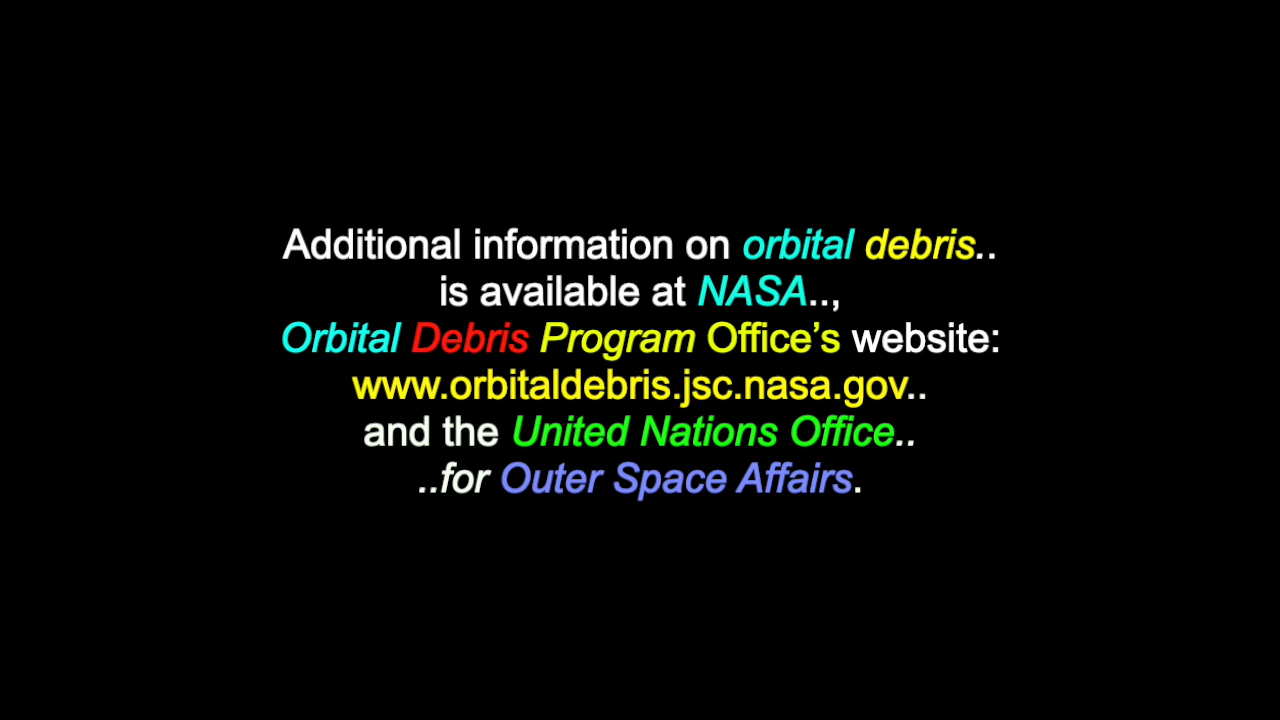 Additional information on orbital debris..
is available at NASA..,
Orbital Debris Program Office’s website:
www.orbitaldebris.jsc.nasa.gov..
and the United Nations Office..
..for Outer Space Affairs.